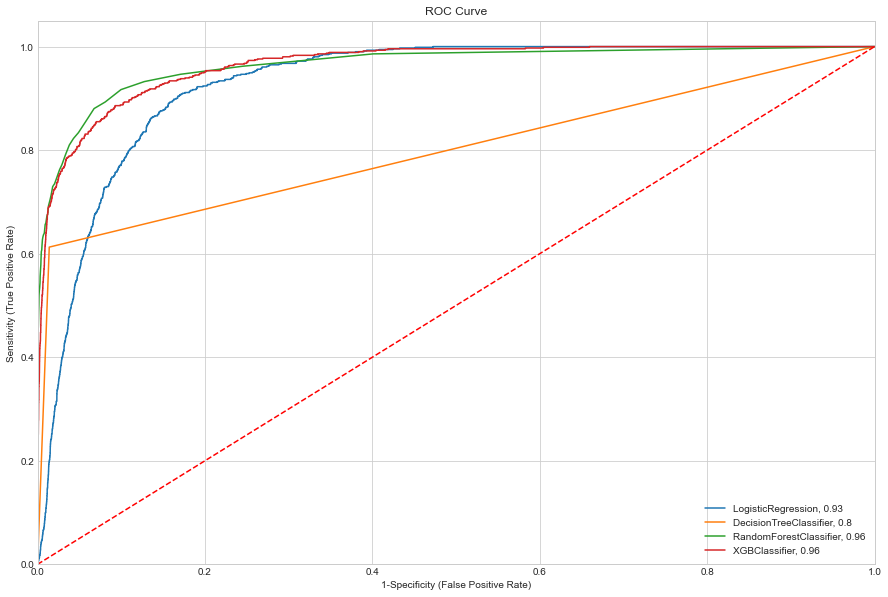 ROC Curve
Sensitivity (True Positive Rate)
1.0
0.8
0.6
0.4
0.2
0.0
0.0 0.2 0.4 0.6 0.8 1.0
1-Specificity (False Positive Rate)
LogisticRegression, 0.93
DecisionTreeClassifier, 0.8
RandomForestClassifier, 0.96
XGBClassifier, 0.96